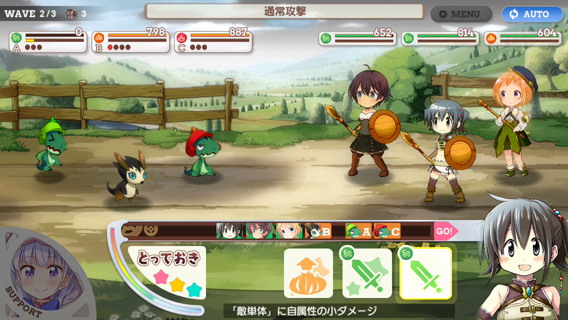 WAVE 2/3 3
通常攻撃
MENU
AUTO
A 0
B 798
C 887
652
814
604
B A C GO!
とっておき
SUPPORT
「敵単体」に自属性の小ダメージ